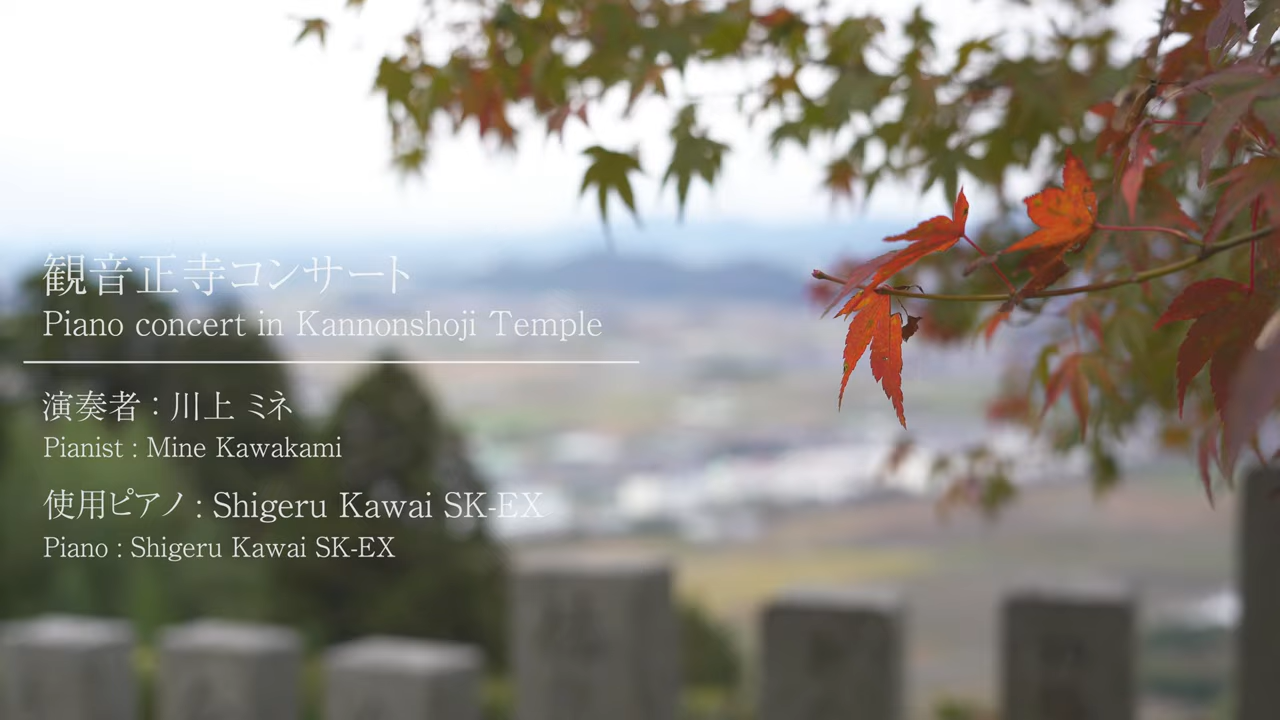 観音正寺コンサート
Piano concert in Kannonshoji Temple
演奏者：川上 ミネ
Pianist : Mine Kawakami
使用ピアノ : Shigeru Kawai SK-EX
Piano : Shigeru Kawai SK-EX